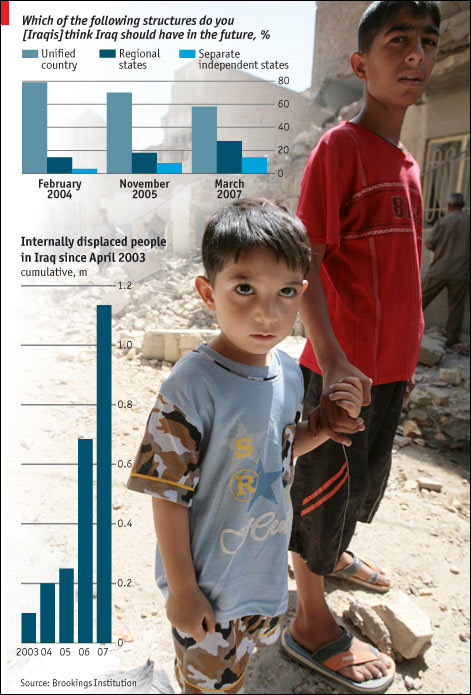 Which of the following structures do you
[Iraqis] think Iraq should have in the future, %
Unified
country
Regional
states
Separate
independent states
80
60
40
20
0
February
2004
November
2005
March
2007
Internally displaced people
in Iraq since April 2003
cumulative, m
1.2
1.0
0.8
0.6
0.4
0.2
0
2003 04 05 06 07
S
R
Source: Brookings Institution